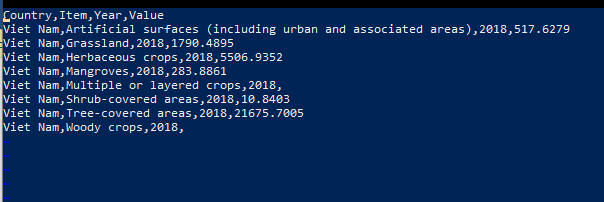 Country,Item,Year,Value
Viet Nam,Artificial surfaces (including urban and associated areas),2018,517.6279
Viet Nam,Grassland,2018,1790.4895
Viet Nam,Herbaceous crops,2018,5506.9352
Viet Nam,Mangroves,2018,283.8861
Viet Nam,Multiple or layered crops,2018,
Viet Nam,Shrub-covered areas,2018,10.8403
Viet Nam,Tree-covered areas,2018,21675.7005
Viet Nam,Woody crops,2018,
~
~
~
~